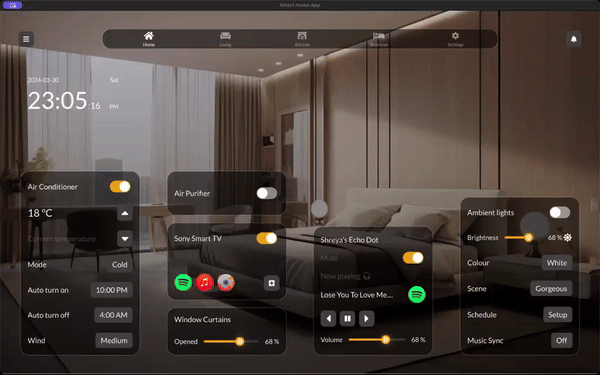 Smart Home App
Home
Living
Kitchen
Bedroom
Settings
2024-03-30 Sat
23:05:16 PM
Air Conditioner
18 °C
Current temperature
Mode Cold
Auto turn on 10:00 PM
Auto turn off 4:00 AM
Wind Medium
Air Purifier
Sony Smart TV
Window Curtains
Opened 68 %
Shreya's Echo Dot
Mute
Now playing
Lose You To Love Me...
Volume 68 %
Ambient lights
Brightness 68 %
Colour White
Scene Gorgeous
Schedule Setup
Music Sync Off